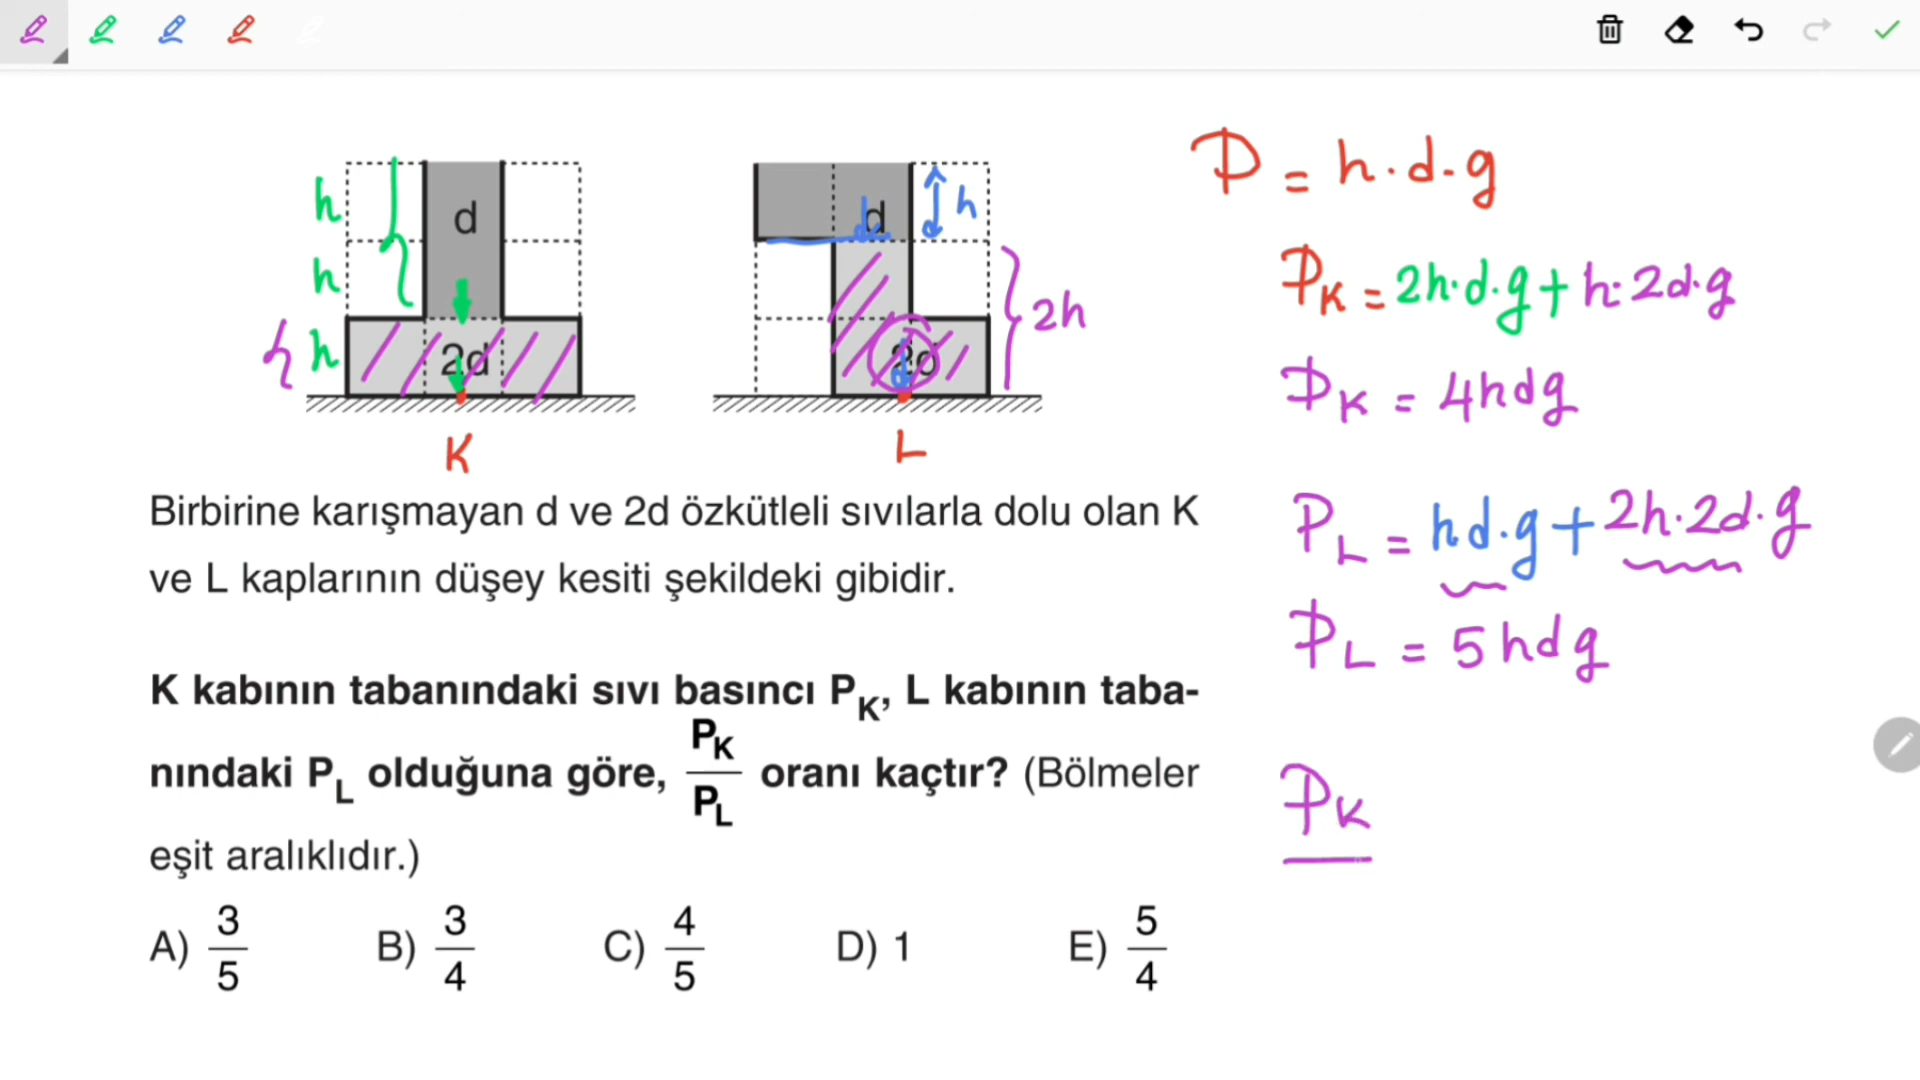 h
d
h
h 2d
K
d h
2d 2h
L
P = h·d·g
PK = 2h·d·g + h·2d·g
PK = 4hdg
PL = hd·g + 2h·2d·g
PL = 5hdg
PK
Birbirine karışmayan d ve 2d özkütleli sıvılarla dolu olan K
ve L kaplarının düşey kesiti şekildeki gibidir.
K kabının tabanındaki sıvı basıncı PK, L kabının taba-
nındaki PL olduğuna göre, PK/PL oranı kaçtır? (Bölmeler
eşit aralıklıdır.)
A) 3/5 B) 3/4 C) 4/5 D) 1 E) 5/4